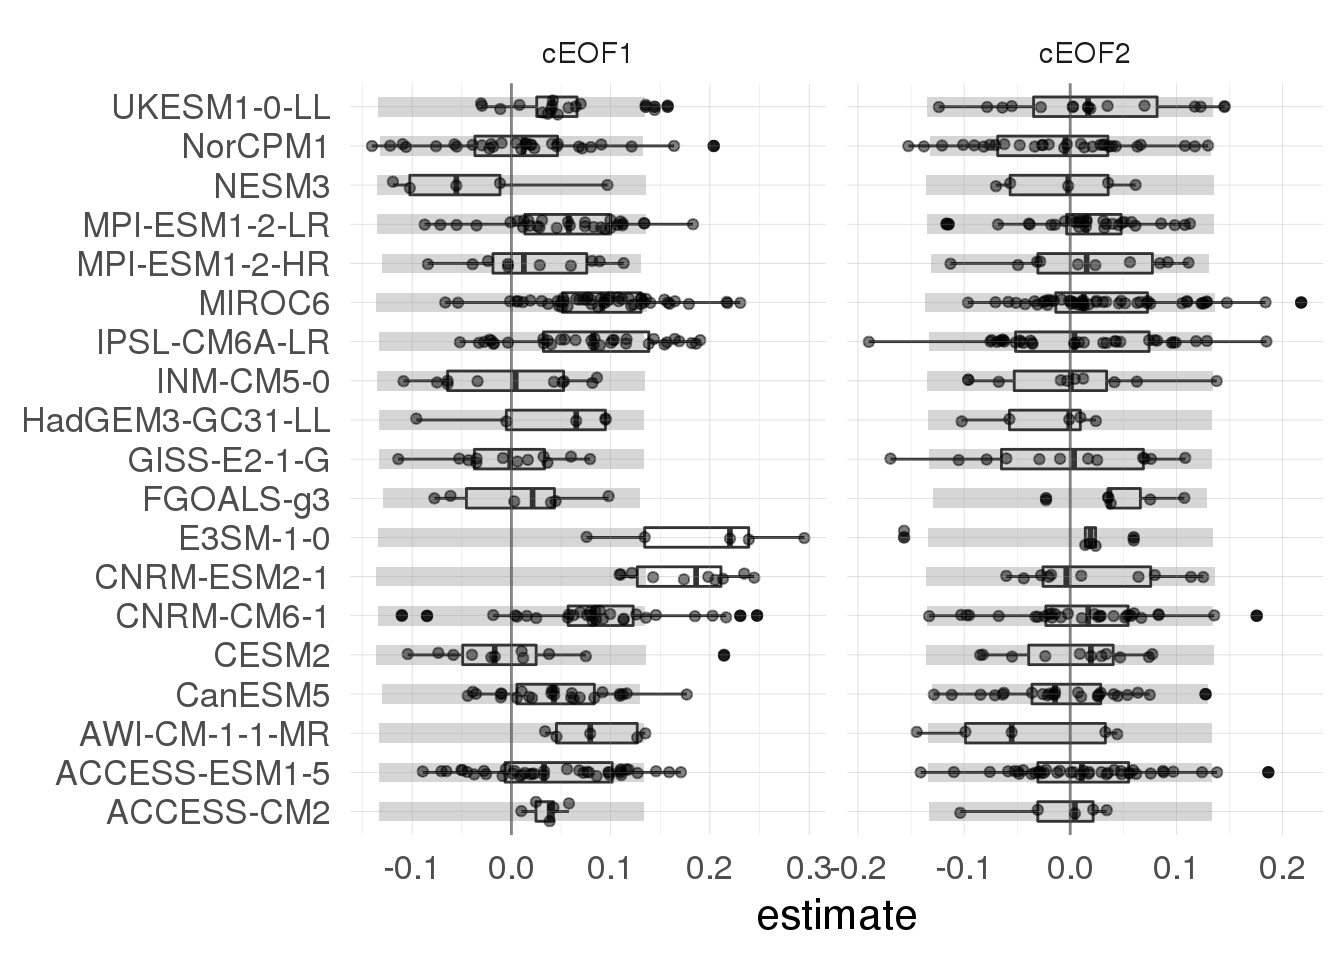 cEOF1 cEOF2
UKESM1-0-LL
NorCPM1
NESM3
MPI-ESM1-2-LR
MPI-ESM1-2-HR
MIROC6
IPSL-CM6A-LR
INM-CM5-0
HadGEM3-GC31-LL
GISS-E2-1-G
FGOALS-g3
E3SM-1-0
CNRM-ESM2-1
CNRM-CM6-1
CESM2
CanESM5
AWI-CM-1-1-MR
ACCESS-ESM1-5
ACCESS-CM2
-0.1 0.0 0.1 0.2 0.3 -0.2 -0.1 0.0 0.1 0.2
estimate